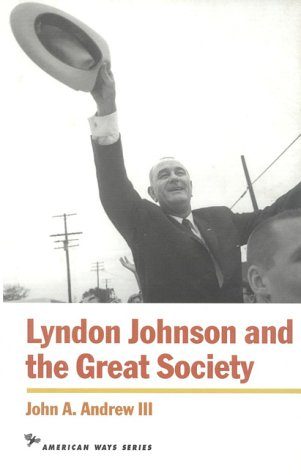 Lyndon Johnson and
the Great Society
John A. Andrew III
AMERICAN WAYS SERIES